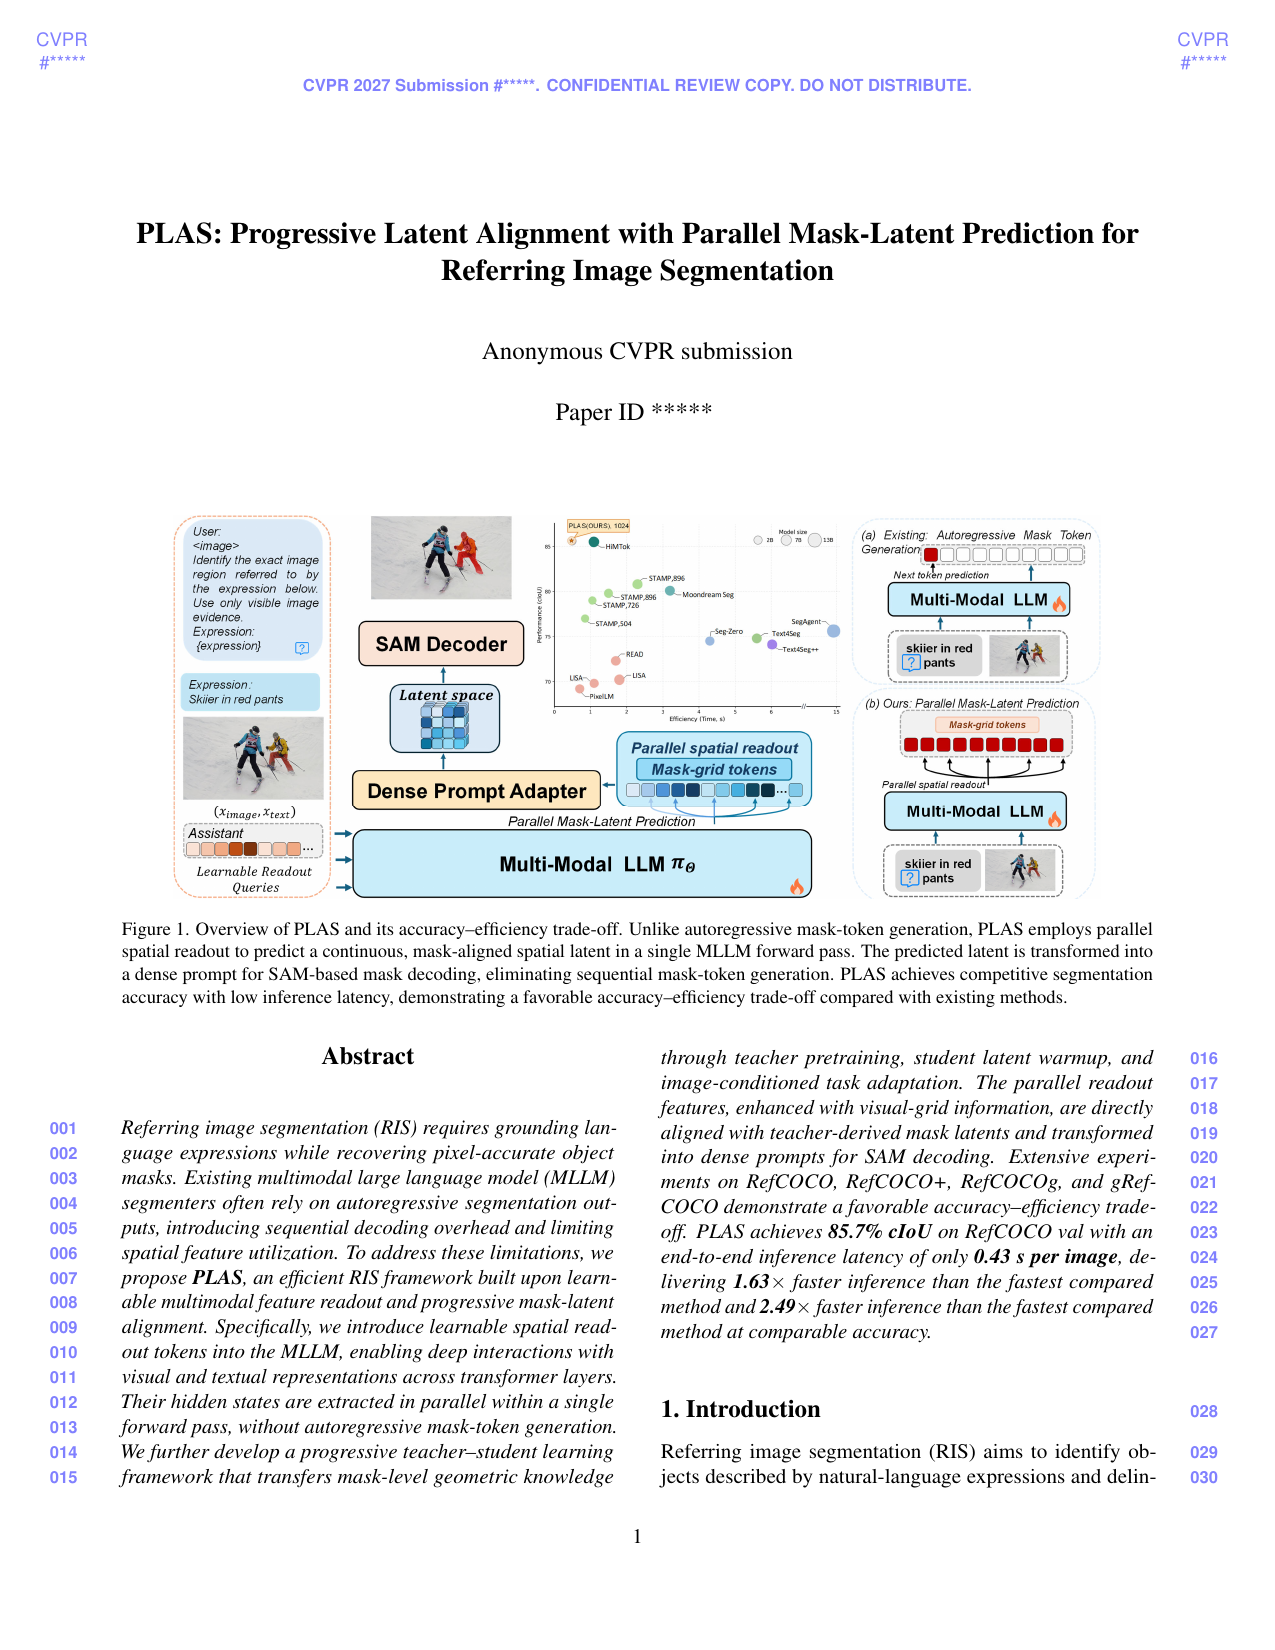 CVPR
#*****
CVPR
#*****
CVPR 2027 Submission #*****. CONFIDENTIAL REVIEW COPY. DO NOT DISTRIBUTE.
PLAS: Progressive Latent Alignment with Parallel Mask-Latent Prediction for
Referring Image Segmentation
Anonymous CVPR submission
Paper ID *****
User:
<image>
Identify the exact image
region referred to by
the expression below.
Use only visible image
evidence.
Expression:
{expression}
?
Expression:
Skiier in red pants
(x_image, x_text)
Assistant
...
Learnable Readout
Queries
SAM Decoder
Latent space
Dense Prompt Adapter
Parallel spatial readout
Mask-grid tokens
...
Parallel Mask-Latent Prediction
Multi-Modal LLM π_Θ
PLAS(OURS), 1024
HiMTok
Model size
2B
7B
13B
STAMP,896
STAMP,896
Moondream Seg
STAMP,726
STAMP,504
Seg-Zero
Text4Seg
SegAgent
Text4Seg++
READ
LISA
LISA
PixelLM
Performance (cIoU)
85
80
75
70
0 1 2 3 4 5 6 // 15
Efficiency (Time, s)
(a) Existing: Autoregressive Mask Token
Generation
Next token prediction
Multi-Modal LLM
skiier in red
? pants
(b) Ours: Parallel Mask-Latent Prediction
Mask-grid tokens
Parallel spatial readout
Multi-Modal LLM
skiier in red
? pants
Figure 1. Overview of PLAS and its accuracy–efficiency trade-off. Unlike autoregressive mask-token generation, PLAS employs parallel
spatial readout to predict a continuous, mask-aligned spatial latent in a single MLLM forward pass. The predicted latent is transformed into
a dense prompt for SAM-based mask decoding, eliminating sequential mask-token generation. PLAS achieves competitive segmentation
accuracy with low inference latency, demonstrating a favorable accuracy–efficiency trade-off compared with existing methods.
Abstract
001 Referring image segmentation (RIS) requires grounding lan-
002 guage expressions while recovering pixel-accurate object
003 masks. Existing multimodal large language model (MLLM)
004 segmenters often rely on autoregressive segmentation out-
005 puts, introducing sequential decoding overhead and limiting
006 spatial feature utilization. To address these limitations, we
007 propose PLAS, an efficient RIS framework built upon learn-
008 able multimodal feature readout and progressive mask-latent
009 alignment. Specifically, we introduce learnable spatial read-
010 out tokens into the MLLM, enabling deep interactions with
011 visual and textual representations across transformer layers.
012 Their hidden states are extracted in parallel within a single
013 forward pass, without autoregressive mask-token generation.
014 We further develop a progressive teacher–student learning
015 framework that transfers mask-level geometric knowledge
through teacher pretraining, student latent warmup, and 016
image-conditioned task adaptation. The parallel readout 017
features, enhanced with visual-grid information, are directly 018
aligned with teacher-derived mask latents and transformed 019
into dense prompts for SAM decoding. Extensive experi- 020
ments on RefCOCO, RefCOCO+, RefCOCOg, and gRef- 021
COCO demonstrate a favorable accuracy–efficiency trade- 022
off. PLAS achieves 85.7% cIoU on RefCOCO val with an 023
end-to-end inference latency of only 0.43 s per image, de- 024
livering 1.63× faster inference than the fastest compared 025
method and 2.49× faster inference than the fastest compared 026
method at comparable accuracy. 027
1. Introduction 028
Referring image segmentation (RIS) aims to identify ob- 029
jects described by natural-language expressions and delin- 030
1